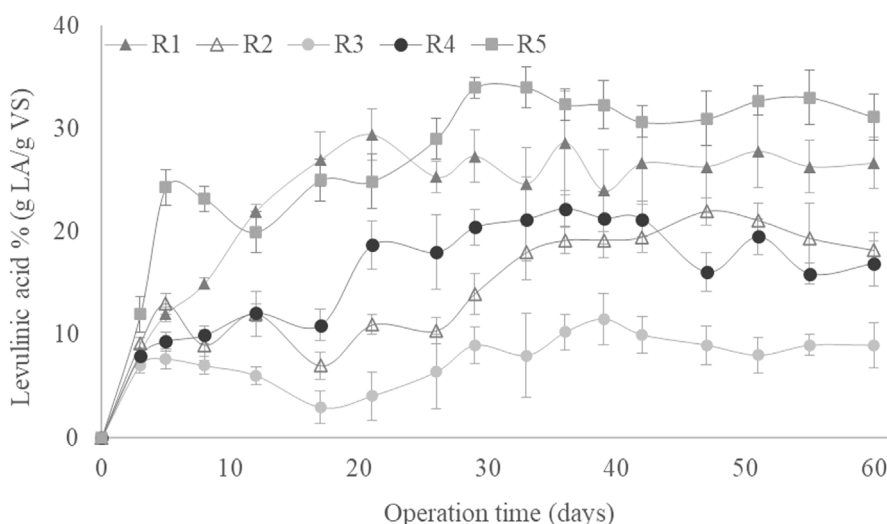 40
R1 R2 R3 R4 R5
30
20
10
0
0 10 20 30 40 50 60
Levulinic acid % (g LA/g VS)
Operation time (days)